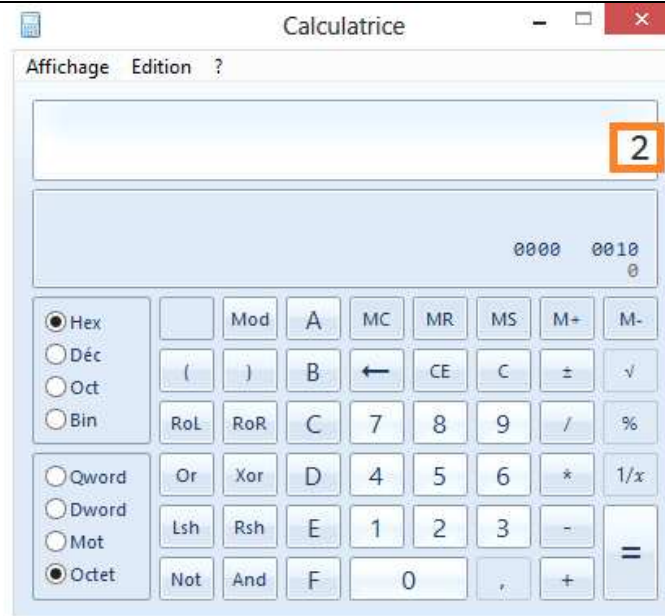 Calculatrice
Affichage Edition ?
2
0000 0010
0
Hex Mod A MC MR MS M+ M-
Déc
Oct ( ) B ← CE C ± √
Bin RoL RoR C 7 8 9 / %
Qword Or Xor D 4 5 6 * 1/x
Dword
Mot Lsh Rsh E 1 2 3 - =
Octet Not And F 0 , +